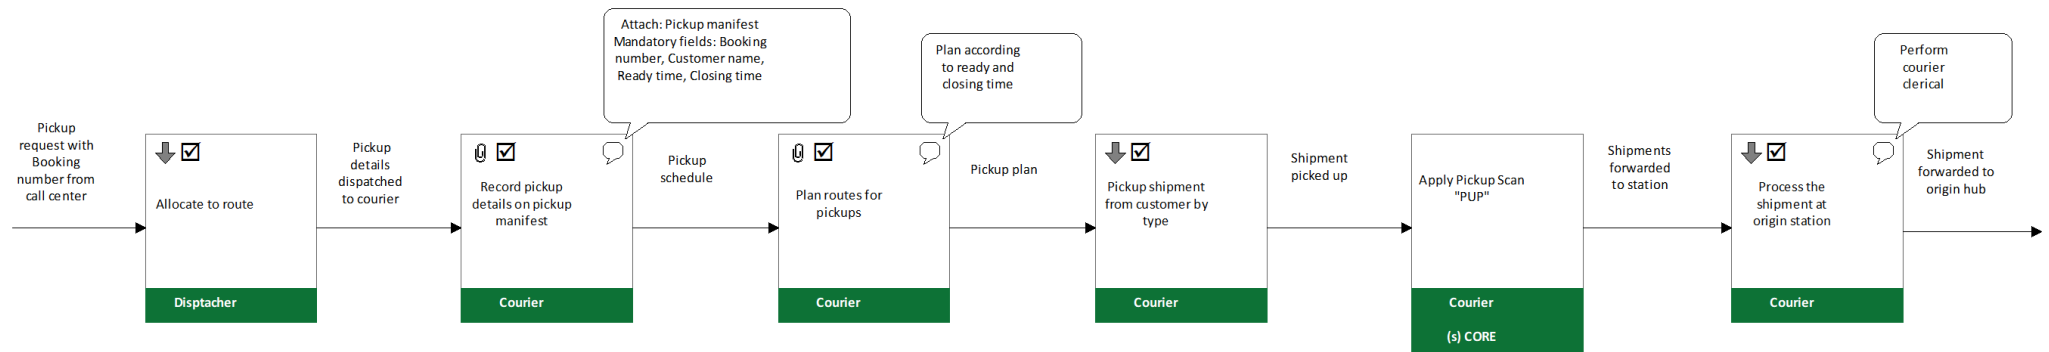 Attach: Pickup manifest
Mandatory fields: Booking
number, Customer name,
Ready time, Closing time
Plan according
to ready and
closing time
Perform
courier
clerical
Pickup
request with
Booking
number from
call center
Allocate to route
Disptacher
Pickup
details
dispatched
to courier
Record pickup
details on pickup
manifest
Courier
Pickup
schedule
Plan routes for
pickups
Courier
Pickup plan
Pickup shipment
from customer by
type
Courier
Shipment
picked up
Apply Pickup Scan
"PUP"
Courier
(s) CORE
Shipments
forwarded
to station
Process the
shipment at
origin station
Courier
Shipment
forwarded to
origin hub